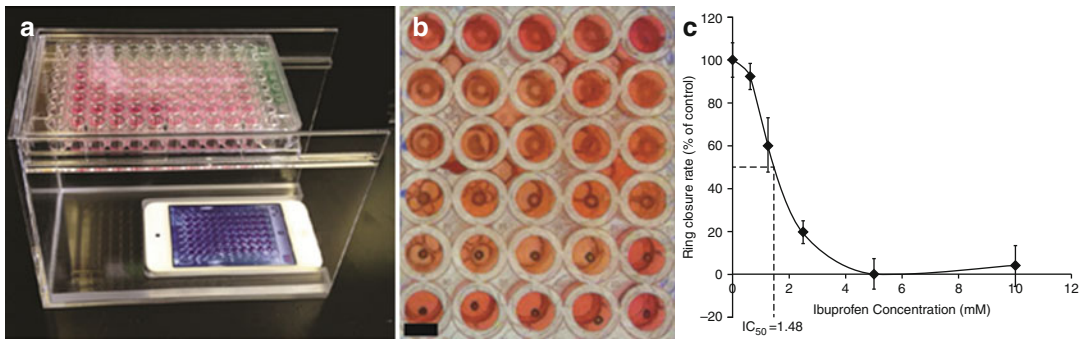 a
b
c
120
100
80
60
40
20
0
−20
0
2
4
6
8
10
12
Ring closure rate (% of control)
Ibuprofen Concentration (mM)
IC50 =1.48